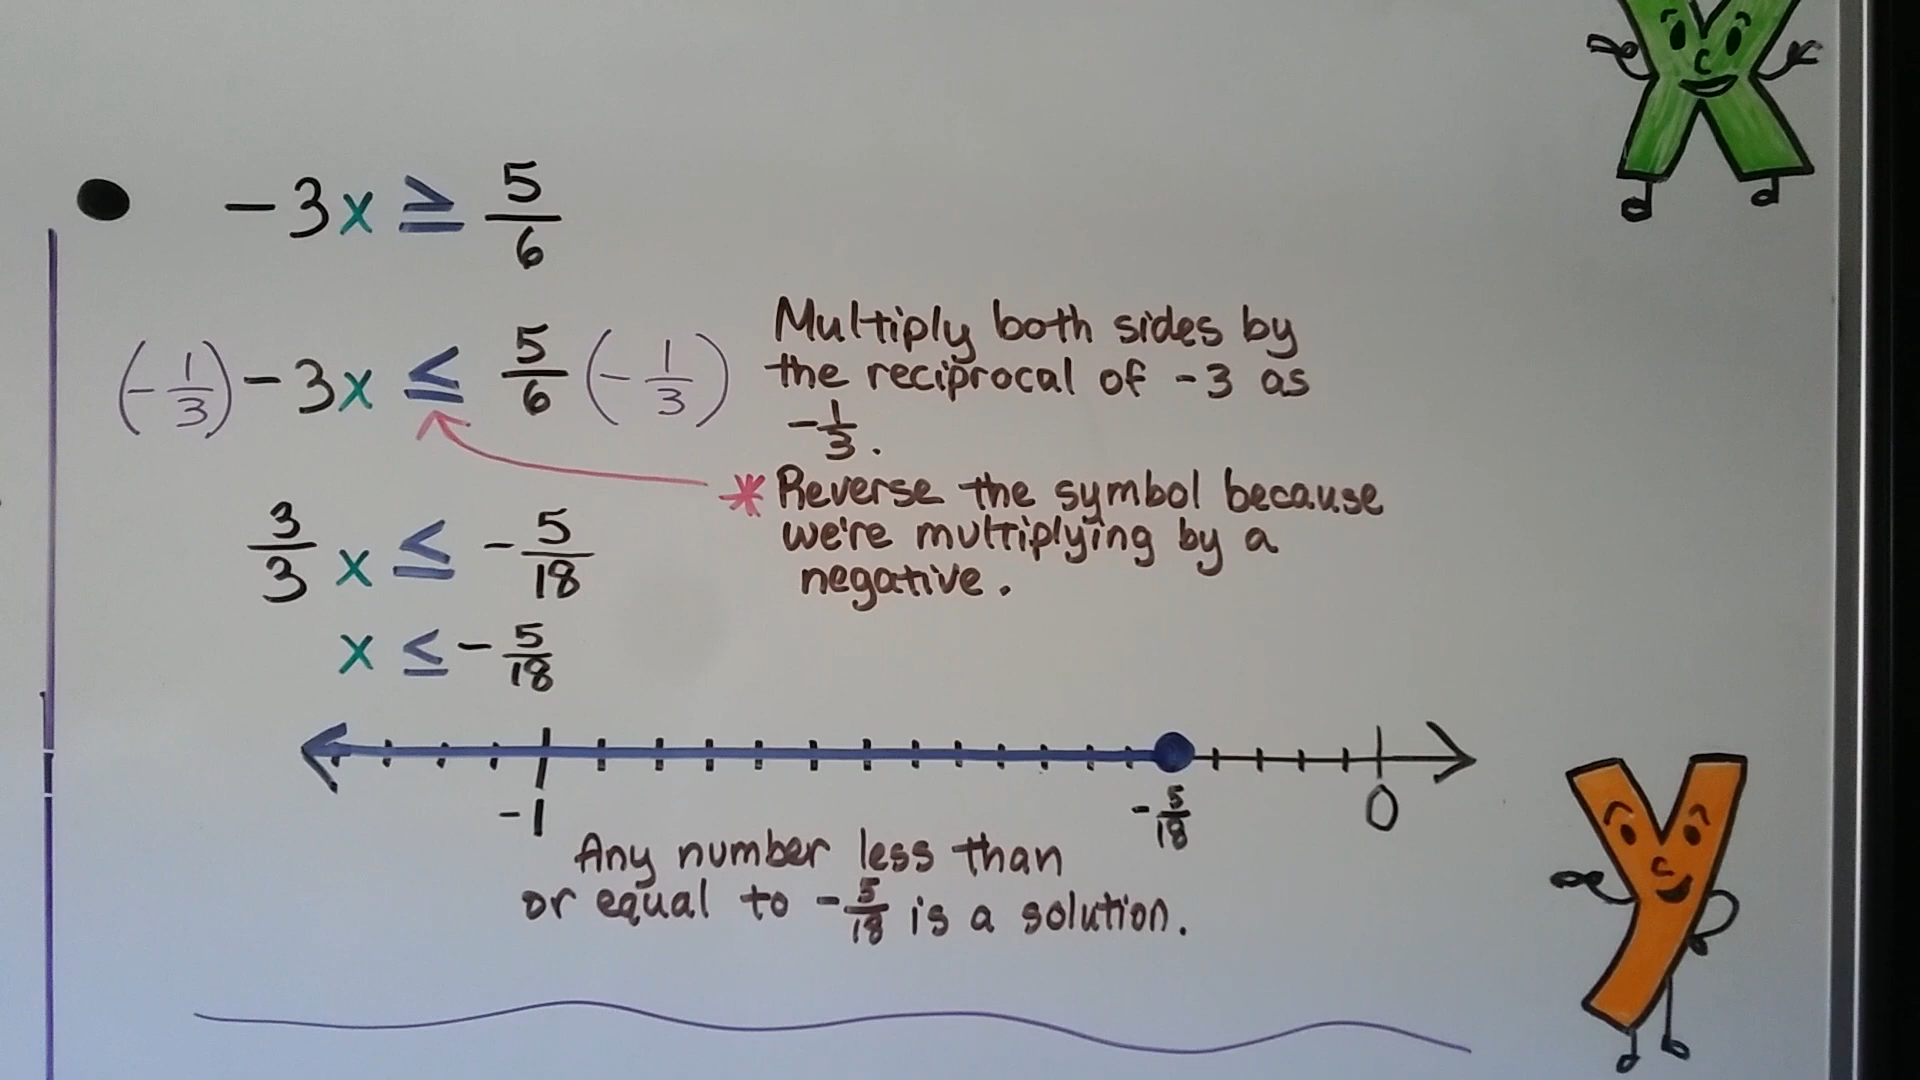 -3x ≥ 5/6
(-1/3) -3x ≤ 5/6 (-1/3)
Multiply both sides by
the reciprocal of -3 as
-1/3.
* Reverse the symbol because
we're multiplying by a
negative.
3/3 x ≤ -5/18
x ≤ -5/18
-1 -5/18 0
Any number less than
or equal to -5/18 is a solution.
X
Y